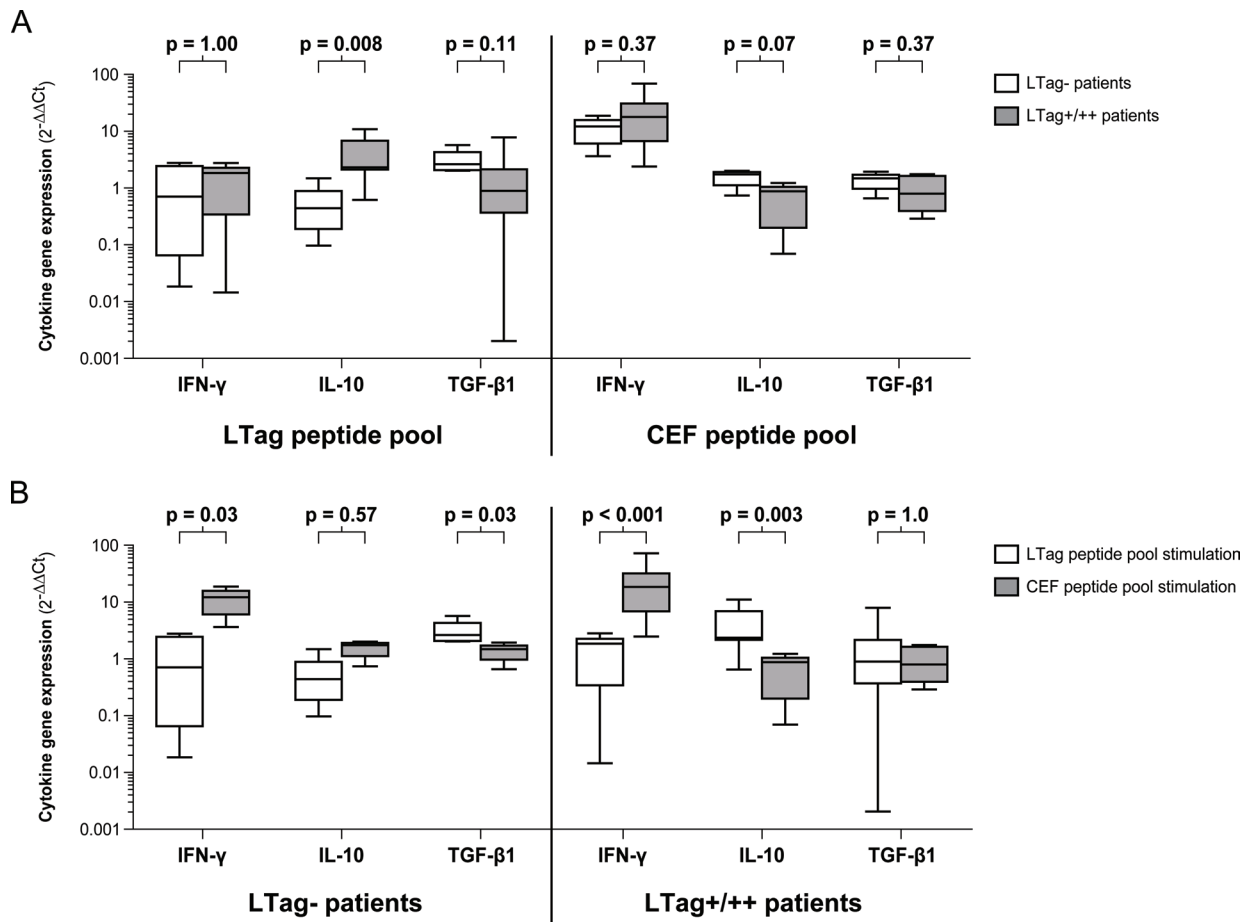 A
p = 1.00 p = 0.008 p = 0.11 p = 0.37 p = 0.07 p = 0.37
Cytokine gene expression (2-ΔΔCt)
100
10
1
0.1
0.01
0.001
LTag- patients
LTag+/++ patients
IFN-γ IL-10 TGF-β1 IFN-γ IL-10 TGF-β1
LTag peptide pool CEF peptide pool
B
p = 0.03 p = 0.57 p = 0.03 p < 0.001 p = 0.003 p = 1.0
Cytokine gene expression (2-ΔΔCt)
100
10
1
0.1
0.01
0.001
LTag peptide pool stimulation
CEF peptide pool stimulation
IFN-γ IL-10 TGF-β1 IFN-γ IL-10 TGF-β1
LTag- patients LTag+/++ patients